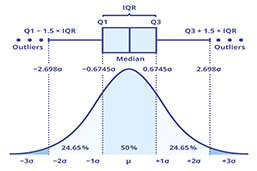 IQR
Q1 Q3
Q1 − 1.5 × IQR Q3 + 1.5 × IQR
Outliers Outliers
Median
−2.698σ −0.6745σ 0.6745σ 2.698σ
24.65% 50% 24.65%
−3σ −2σ −1σ μ +1σ +2σ +3σ